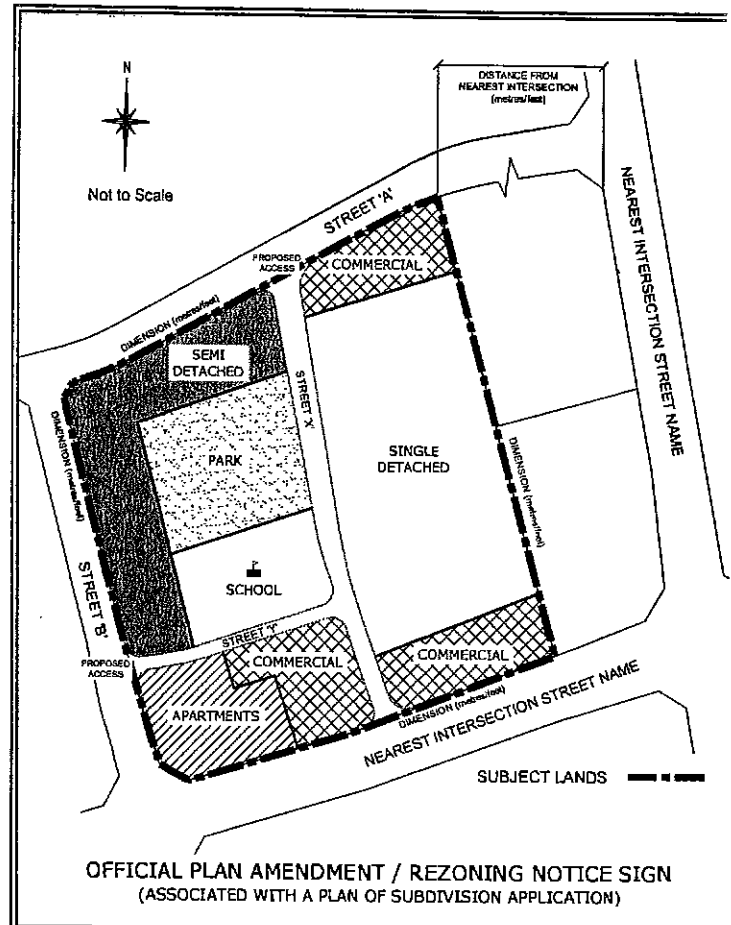 N
Not to Scale
DISTANCE FROM
NEAREST INTERSECTION
(metres/feet)
STREET 'A'
NEAREST INTERSECTION STREET NAME
PROPOSED
ACCESS
COMMERCIAL
DIMENSION (metres/feet)
SEMI
DETACHED
STREET 'X'
DIMENSION (metres/feet)
PARK
SINGLE
DETACHED
DIMENSION (metres/feet)
STREET 'B'
SCHOOL
STREET 'Y'
PROPOSED
ACCESS
COMMERCIAL
COMMERCIAL
APARTMENTS
DIMENSION (metres/feet)
NEAREST INTERSECTION STREET NAME
SUBJECT LANDS
OFFICIAL PLAN AMENDMENT / REZONING NOTICE SIGN
(ASSOCIATED WITH A PLAN OF SUBDIVISION APPLICATION)